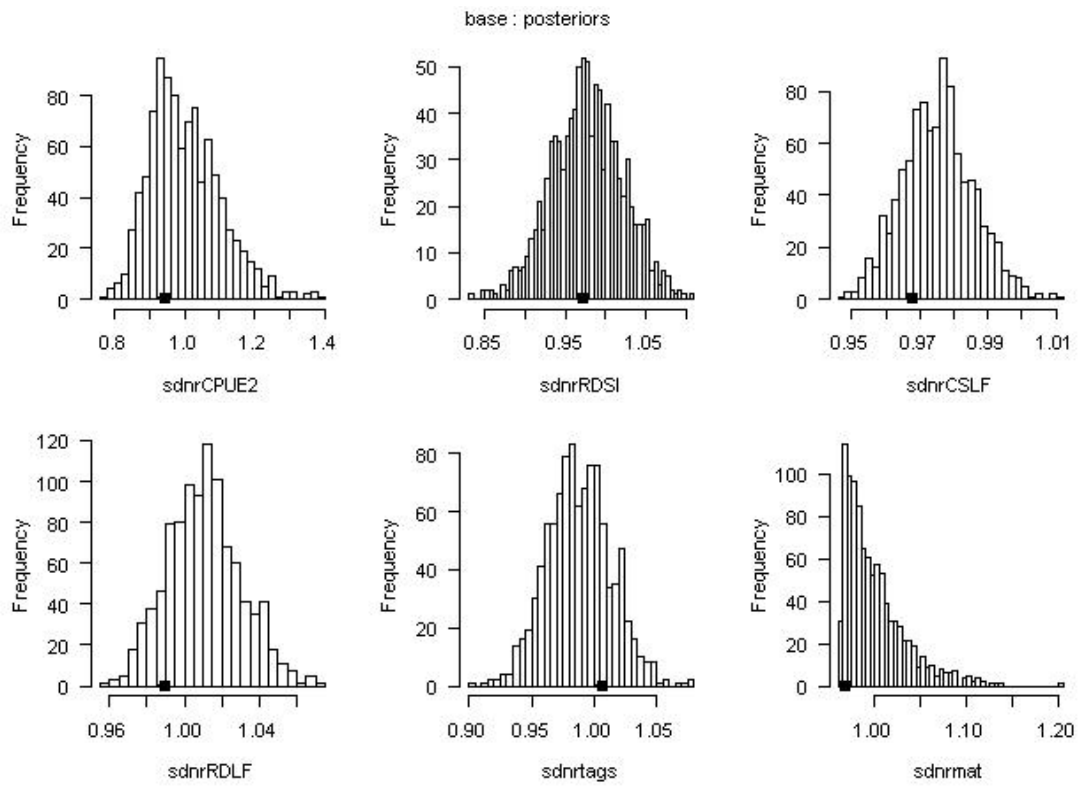 base : posteriors
Frequency
0 20 40 60 80
0.8 1.0 1.2 1.4
sdnrCPUE2
Frequency
0 10 20 30 40 50
0.85 0.95 1.05
sdnrRDSI
Frequency
0 20 40 60 80
0.95 0.97 0.99 1.01
sdnrCSLF
Frequency
0 20 40 60 80 100 120
0.96 1.00 1.04
sdnrRDLF
Frequency
0 20 40 60 80
0.90 0.95 1.00 1.05
sdnrtags
Frequency
0 20 40 60 80 100
1.00 1.10 1.20
sdnrmat